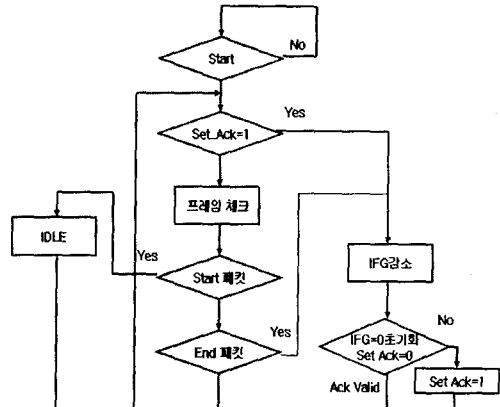 Start
No
Set_Ack=1
Yes
프레임 체크
IDLE
Yes
Start 패킷
IFG감소
End 패킷
Yes
IFG=0초기화
Set Ack=0
No
Ack Valid
Set Ack=1